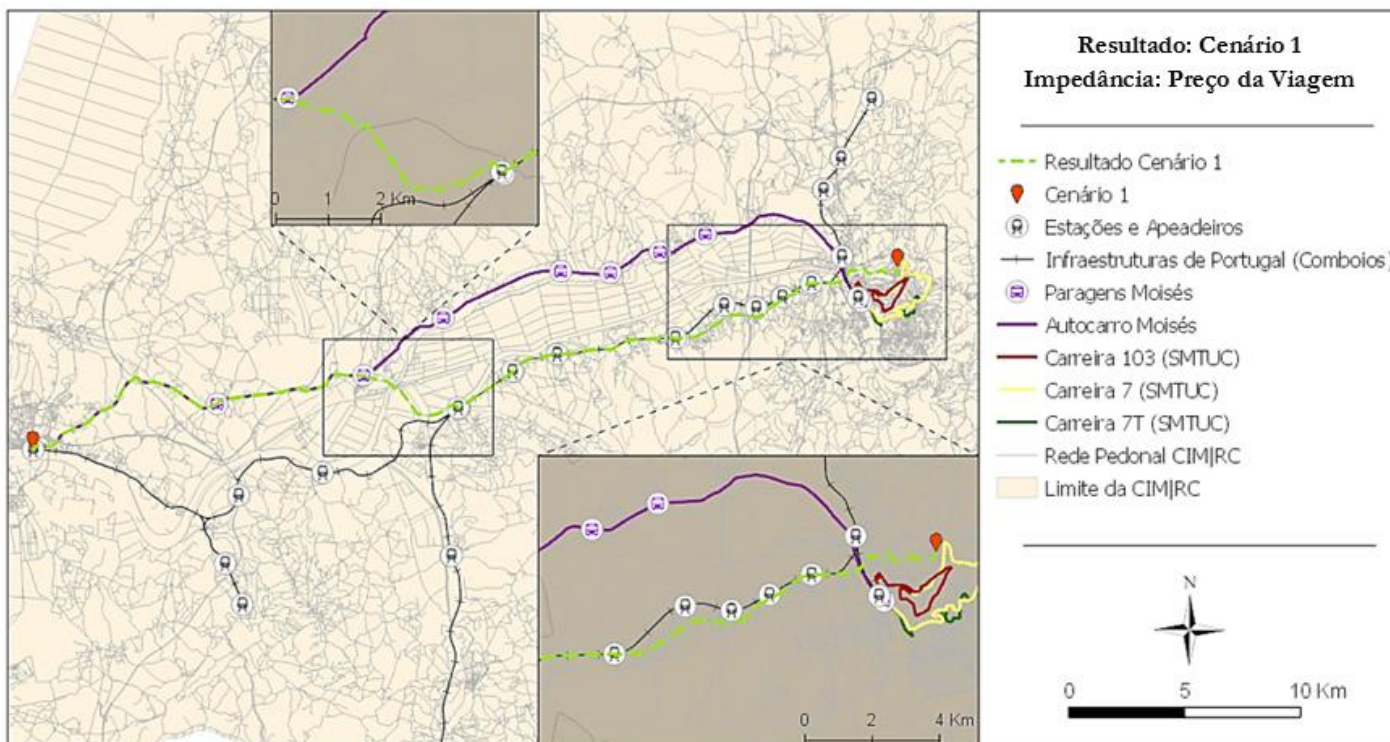 Resultado: Cenário 1
Impedância: Preço da Viagem
Resultado Cenário 1
Cenário 1
Estações e Apeadeiros
Infraestruturas de Portugal (Comboios)
Paragens Moisés
Autocarro Moisés
Carreira 103 (SMTUC)
Carreira 7 (SMTUC)
Carreira 7T (SMTUC)
Rede Pedonal CIM|RC
Limite da CIM|RC
N
0 5 10 Km
0 2 Km
0 2 4 Km